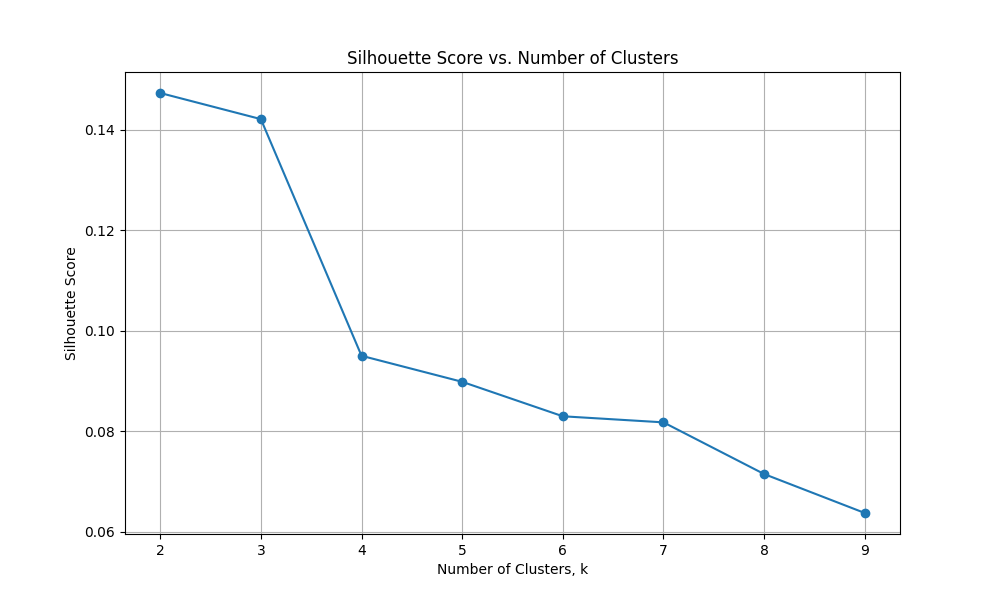 Silhouette Score vs. Number of Clusters
0.14
0.12
0.10
0.08
0.06
Silhouette Score
2 3 4 5 6 7 8 9
Number of Clusters, k